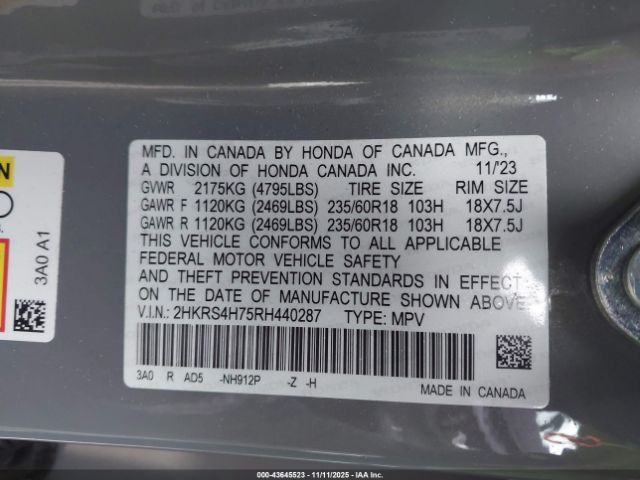 MFD. IN CANADA BY HONDA OF CANADA MFG.,
A DIVISION OF HONDA CANADA INC. 11/'23
GVWR 2175KG (4795LBS) TIRE SIZE RIM SIZE
GAWR F 1120KG (2469LBS) 235/60R18 103H 18X7.5J
GAWR R 1120KG (2469LBS) 235/60R18 103H 18X7.5J
THIS VEHICLE CONFORMS TO ALL APPLICABLE
FEDERAL MOTOR VEHICLE SAFETY
AND THEFT PREVENTION STANDARDS IN EFFECT
ON THE DATE OF MANUFACTURE SHOWN ABOVE.
V.I.N.: 2HKRS4H75RH440287 TYPE: MPV
3A0 R AD5 -NH912P -Z -H
MADE IN CANADA
3A0 A1
000-43645523 - 11/11/2025 - IAAI.COM